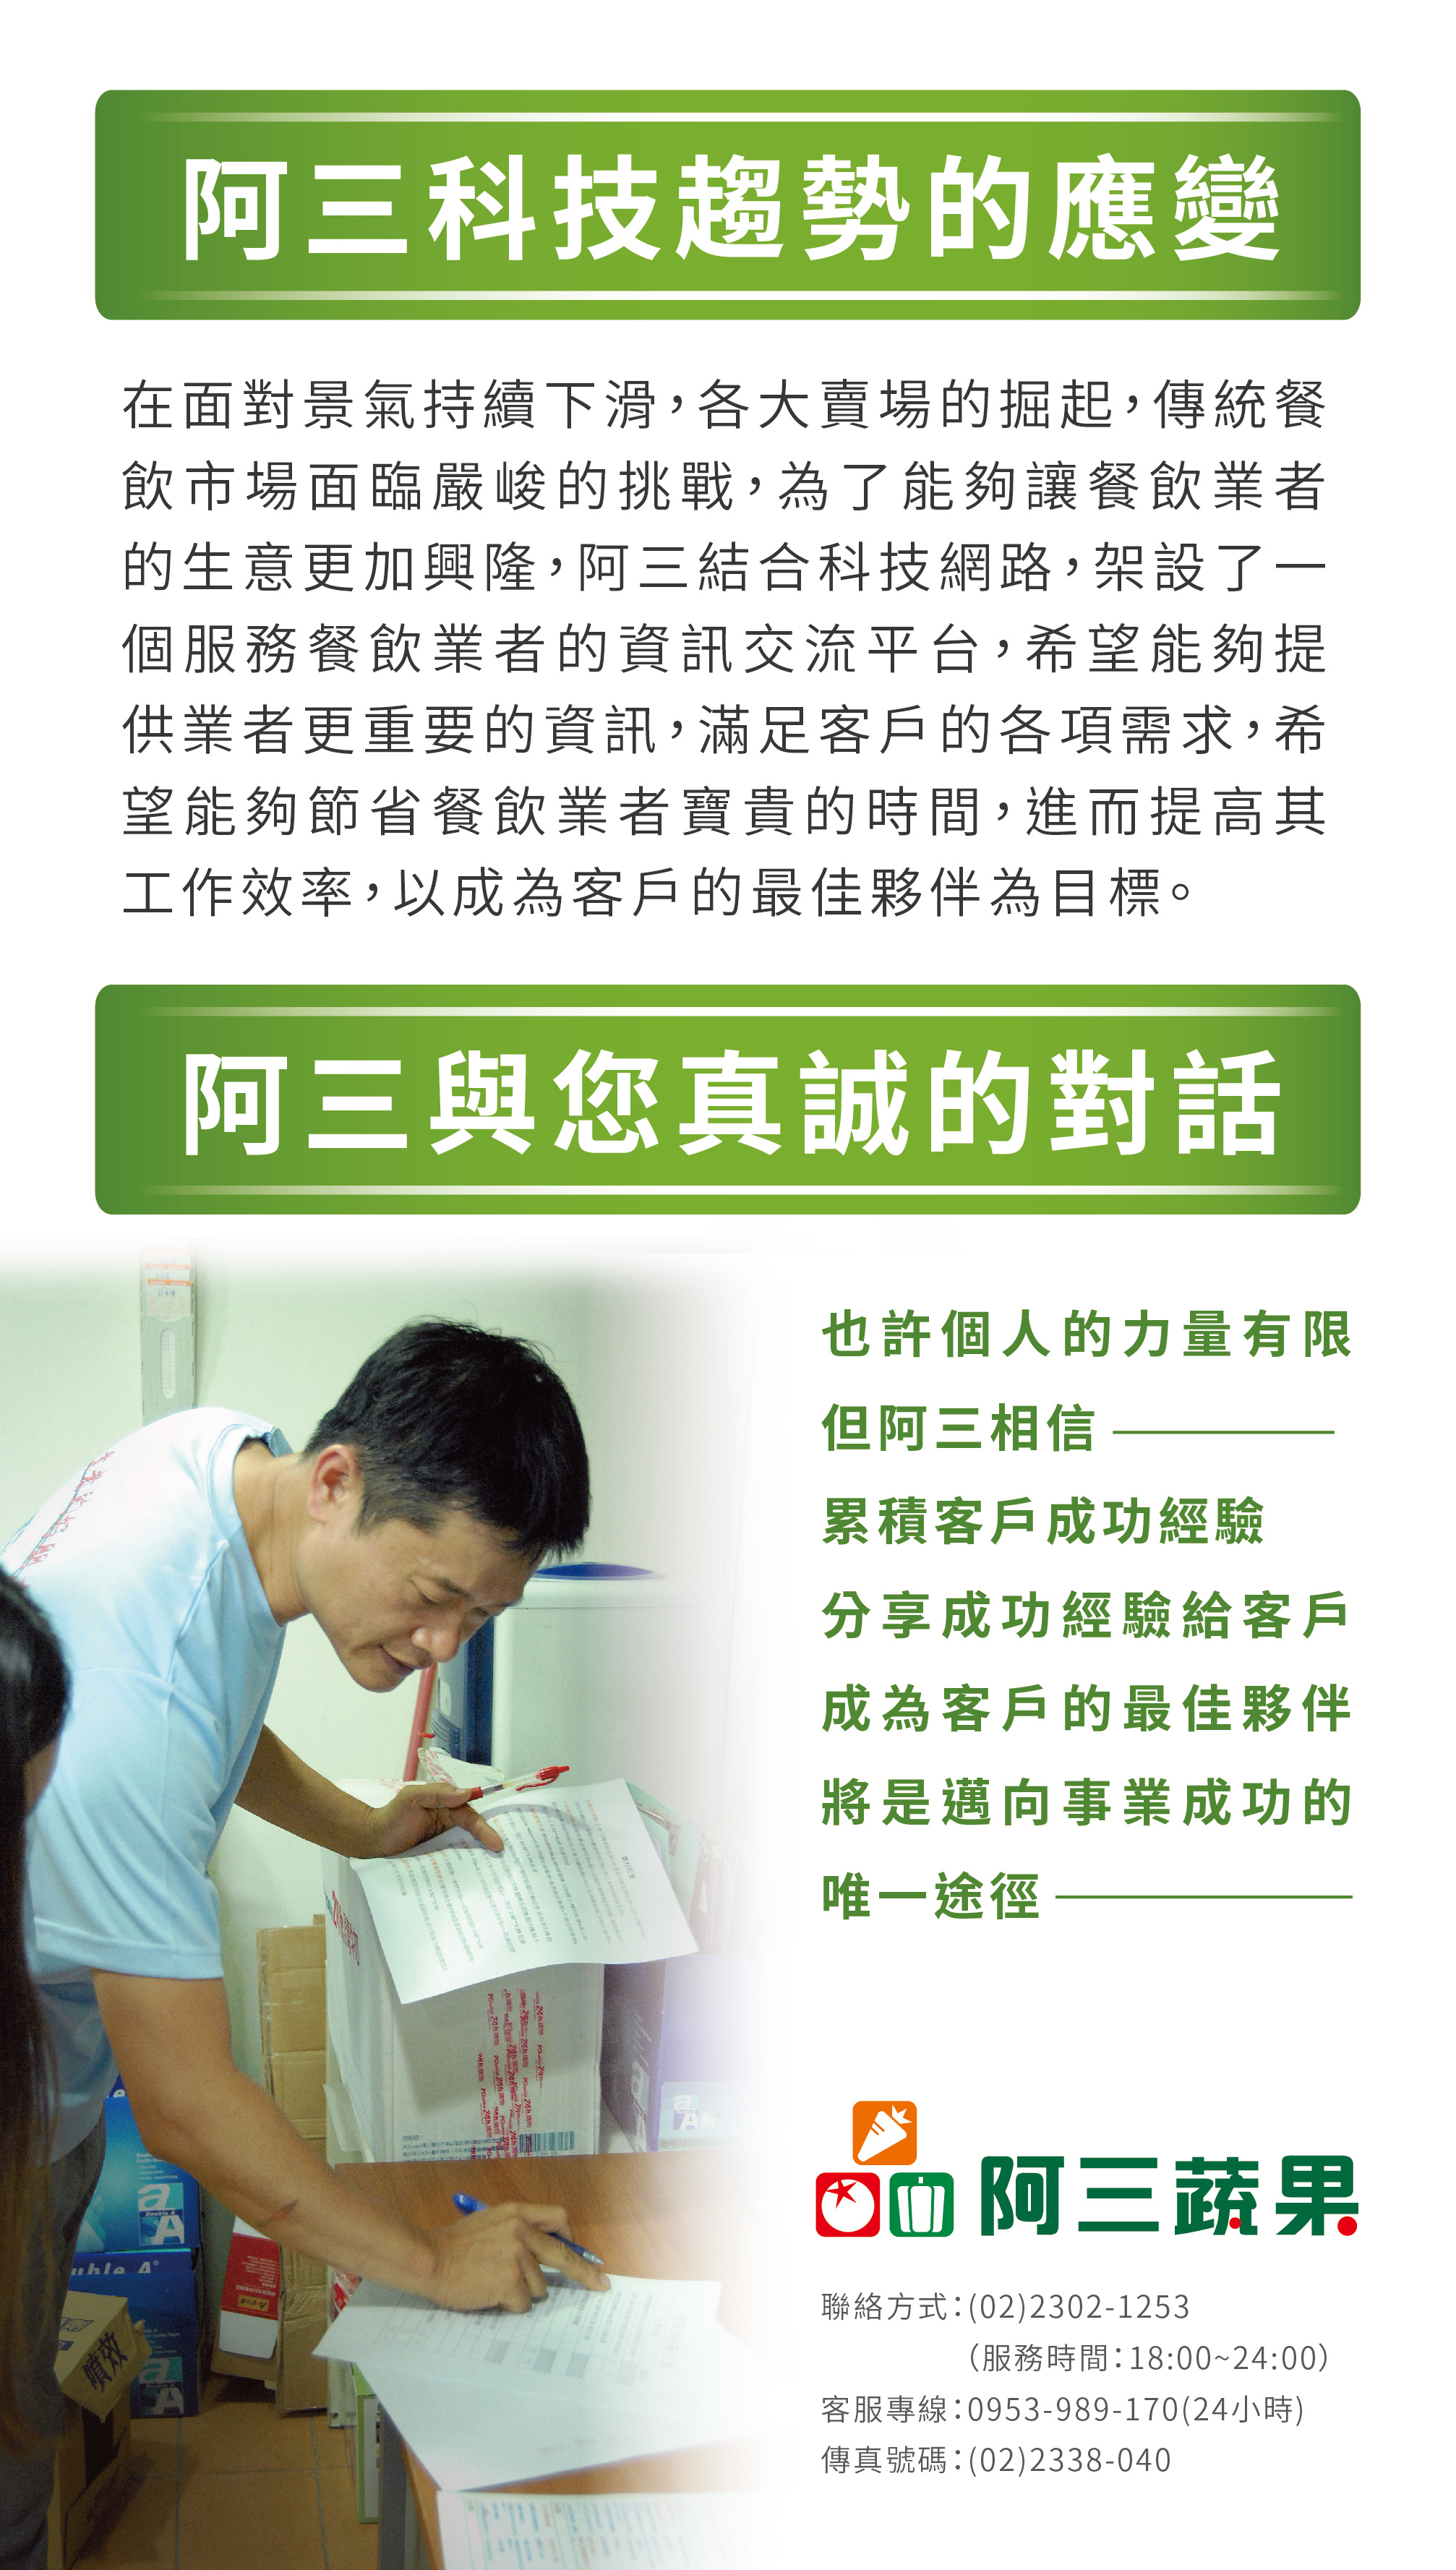 阿三科技趨勢的應變
在面對景氣持續下滑，各大賣場的掘起，傳統餐
飲市場面臨嚴峻的挑戰，為了能夠讓餐飲業者
的生意更加興隆，阿三結合科技網路，架設了一
個服務餐飲業者的資訊交流平台，希望能夠提
供業者更重要的資訊，滿足客戶的各項需求，希
望能夠節省餐飲業者寶貴的時間，進而提高其
工作效率，以成為客戶的最佳夥伴為目標。
阿三與您真誠的對話
也許個人的力量有限
但阿三相信
累積客戶成功經驗
分享成功經驗給客戶
成為客戶的最佳夥伴
將是邁向事業成功的
唯一途徑
阿三蔬果
聯絡方式：(02)2302-1253
（服務時間：18:00~24:00）
客服專線：0953-989-170(24小時)
傳真號碼：(02)2338-040
Double A
噴效